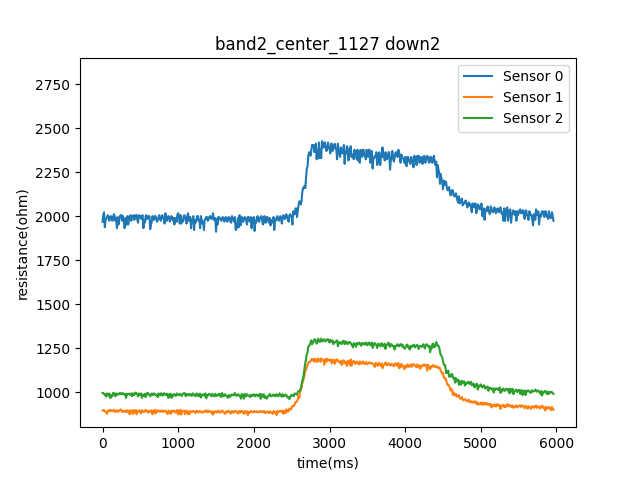 band2_center_1127 down2
Sensor 0
Sensor 1
Sensor 2
resistance(ohm)
2750
2500
2250
2000
1750
1500
1250
1000
0 1000 2000 3000 4000 5000 6000
time(ms)